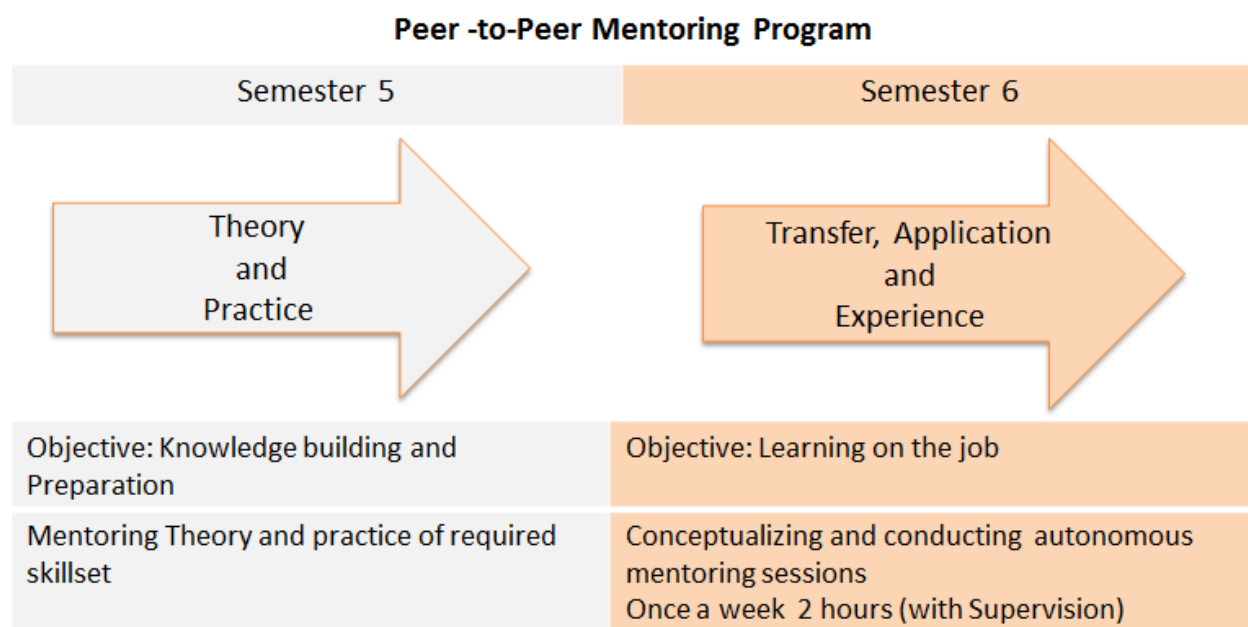 Peer -to-Peer Mentoring Program
Semester 5
Semester 6
Theory
and
Practice
Transfer, Application
and
Experience
Objective: Knowledge building and
Preparation
Objective: Learning on the job
Mentoring Theory and practice of required
skillset
Conceptualizing and conducting autonomous
mentoring sessions
Once a week 2 hours (with Supervision)